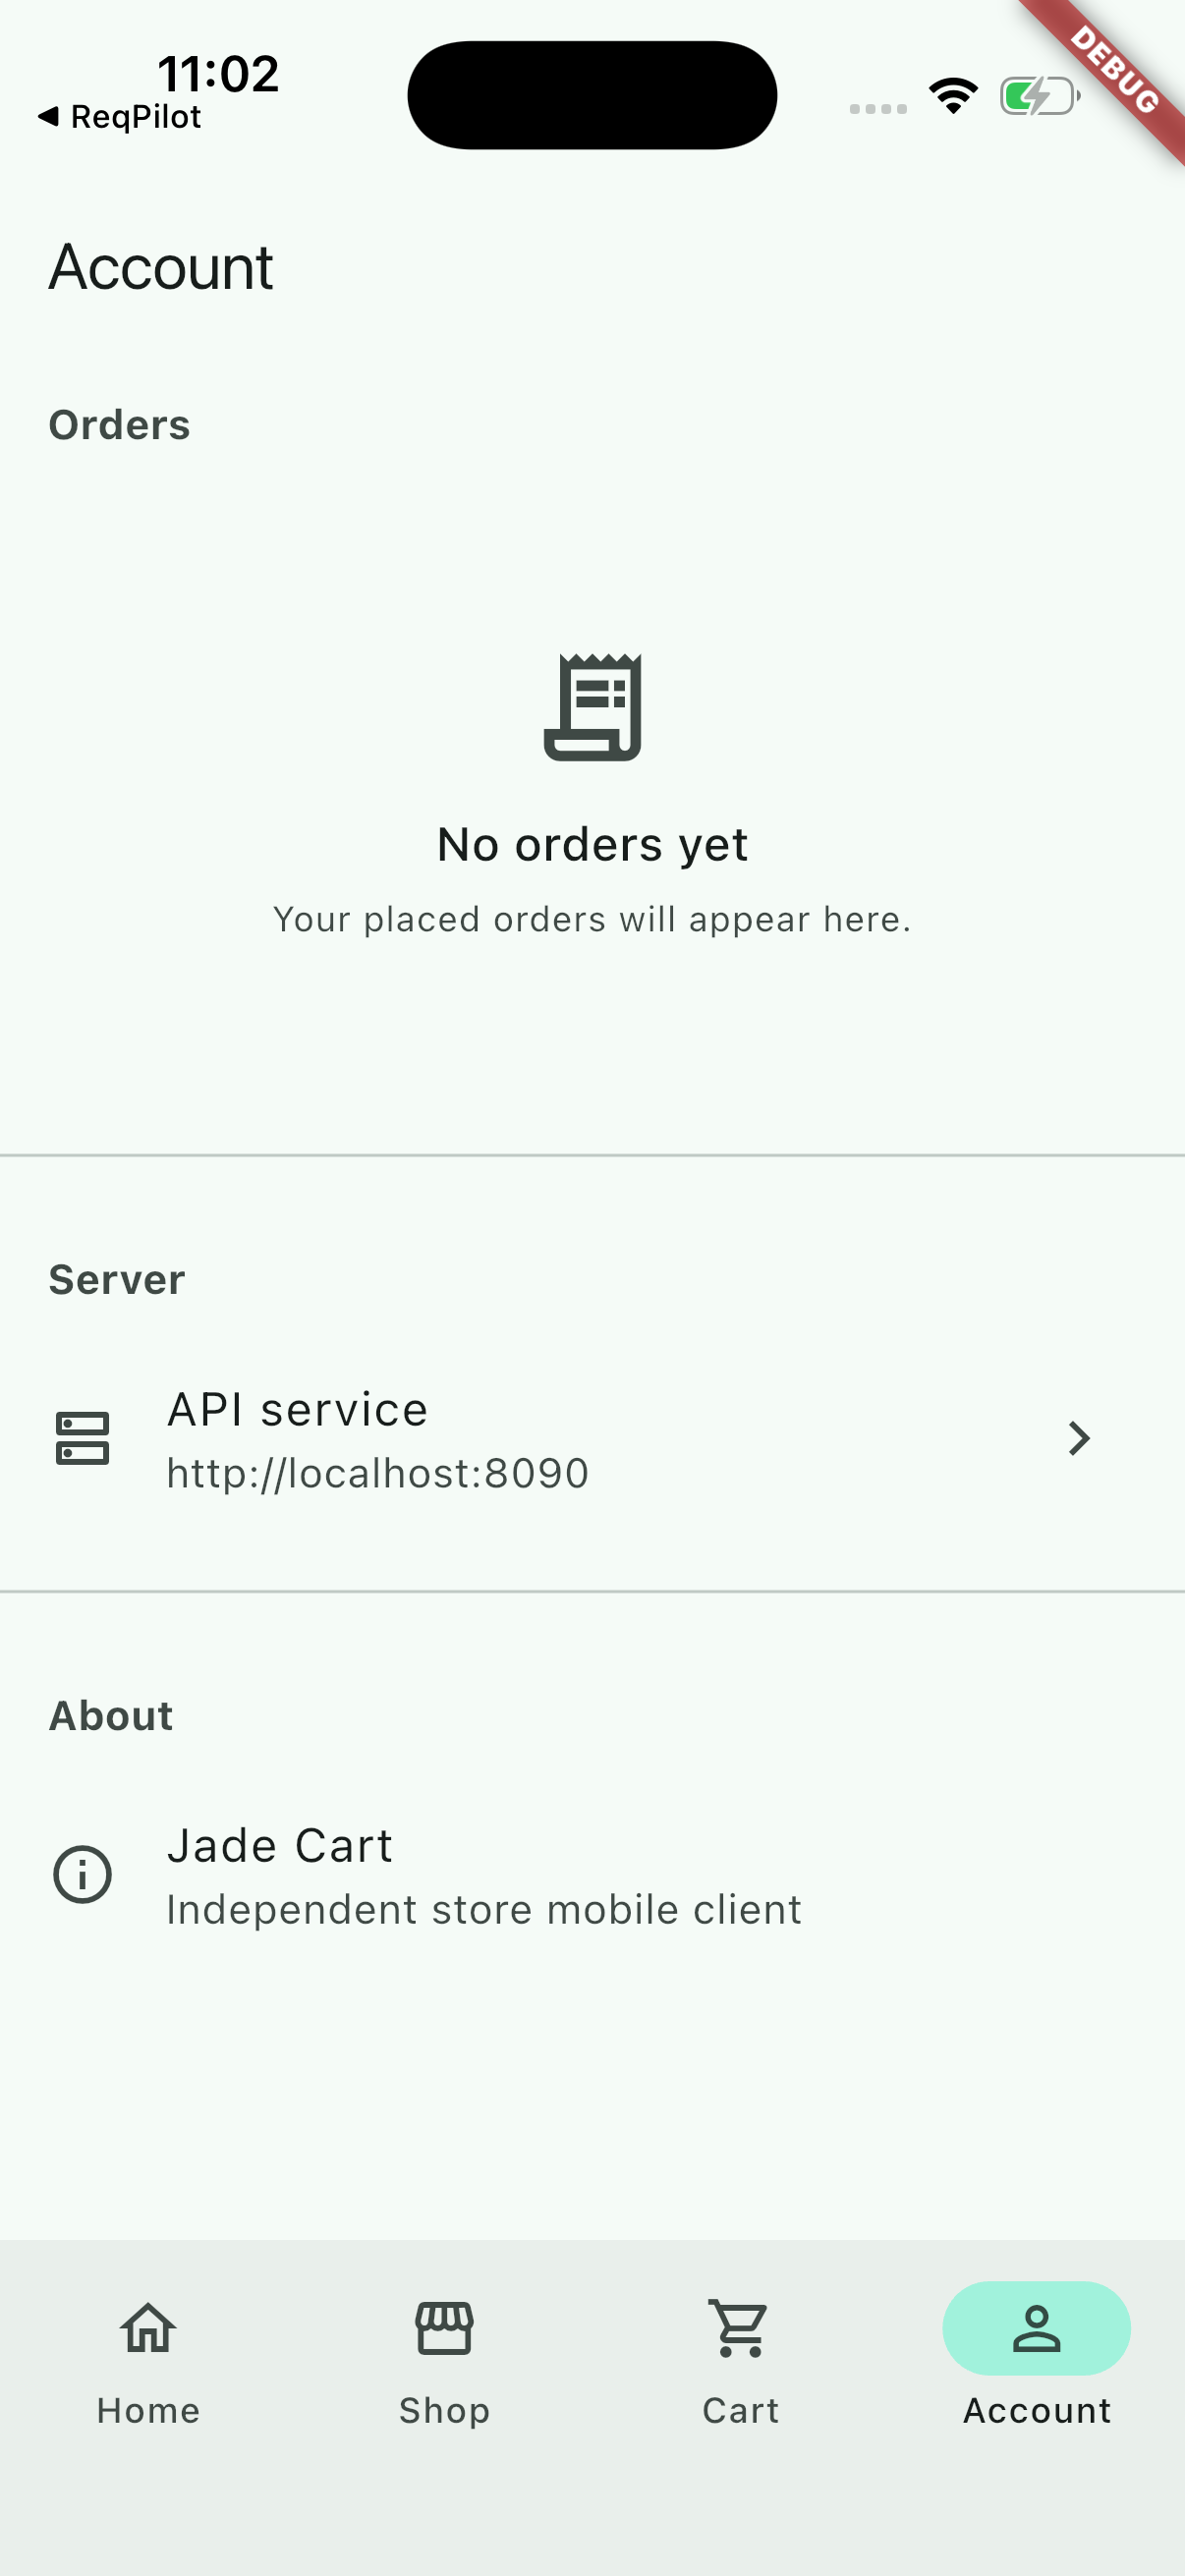 11:02
DEBUG
◀ ReqPilot
Account
Orders
No orders yet
Your placed orders will appear here.
Server
API service
http://localhost:8090
About
Jade Cart
Independent store mobile client
Home
Shop
Cart
Account